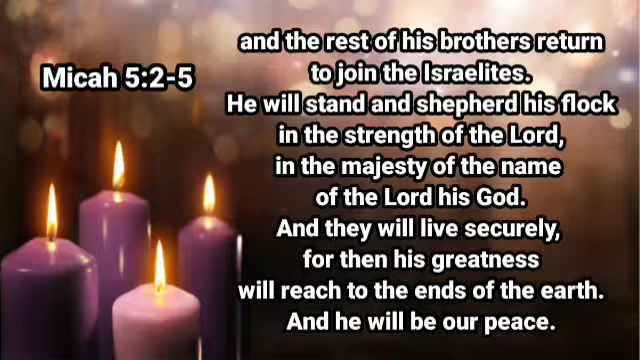 Micah 5:2-5
and the rest of his brothers return
to join the Israelites.
He will stand and shepherd his flock
in the strength of the Lord,
in the majesty of the name
of the Lord his God.
And they will live securely,
for then his greatness
will reach to the ends of the earth.
And he will be our peace.